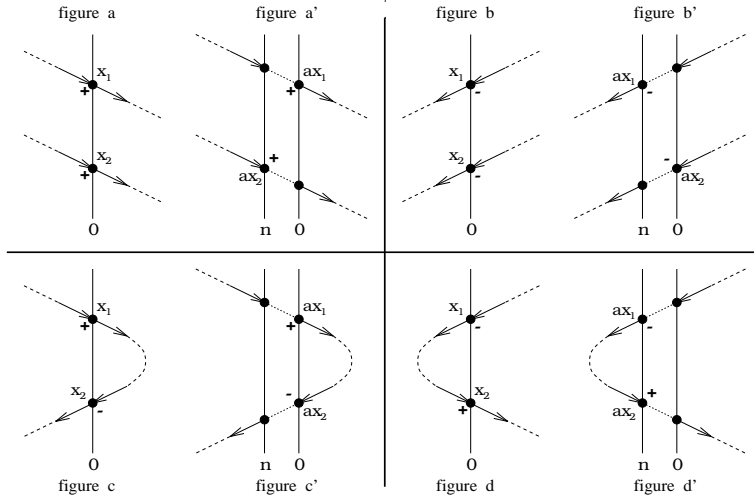 figure a figure a' figure b figure b'
x1 ax1 x1 ax1
+ + - -
x2 + x2 -
+ ax2 - ax2
0 n 0 0 n 0
x1 ax1 x1 ax1
+ + - -
x2 - x2 +
- ax2 + ax2
0 n 0 0 n 0
figure c figure c' figure d figure d'